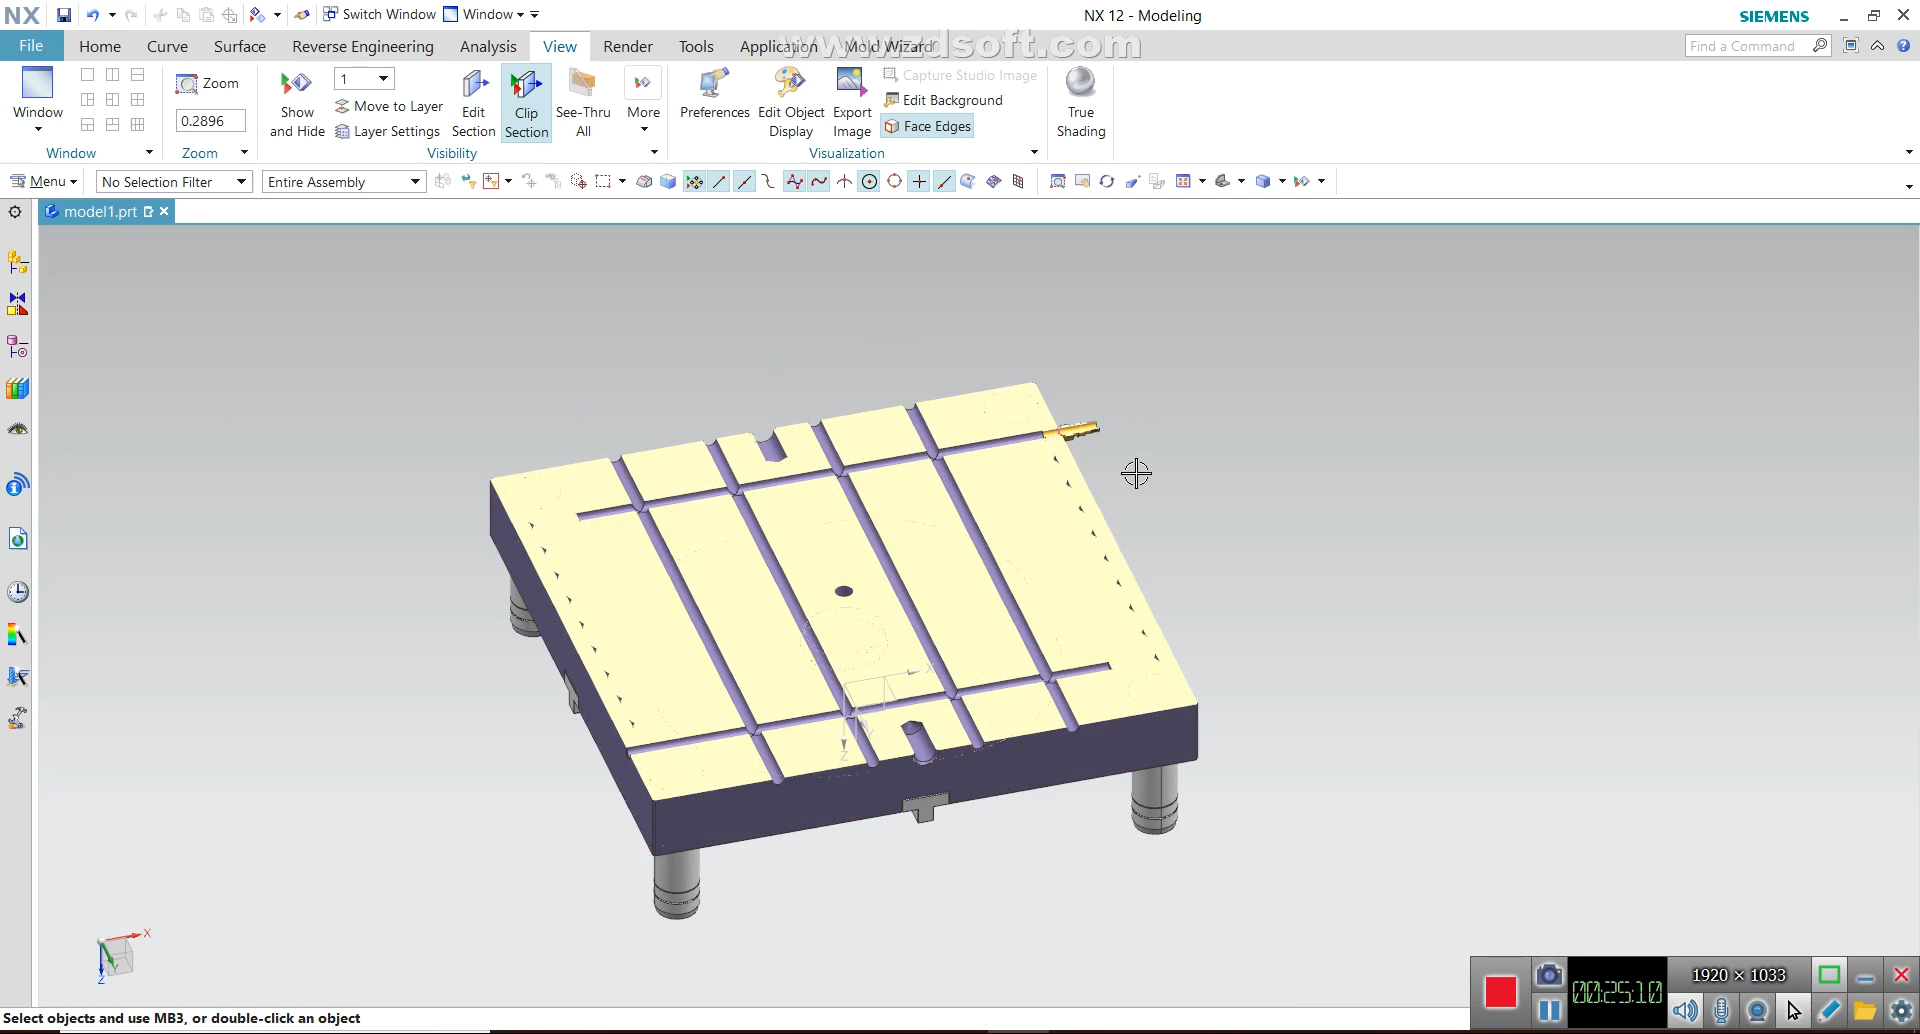 NX
Switch Window
Window
NX 12 - Modeling
SIEMENS
File
Home
Curve
Surface
Reverse Engineering
Analysis
View
Render
Tools
Application
Mold Wizard
www.zdsoft.com
Find a Command
Window
Zoom
0.2896
Show and Hide
1
Move to Layer
Layer Settings
Edit Section
Clip Section
See-Thru All
More
Preferences
Edit Object Display
Export Image
Capture Studio Image
Edit Background
Face Edges
True Shading
Window
Zoom
Visibility
Visualization
Menu
No Selection Filter
Entire Assembly
model1.prt
X
Y
Z
X
Y
Z
00:25:10
1920 × 1033
Select objects and use MB3, or double-click an object